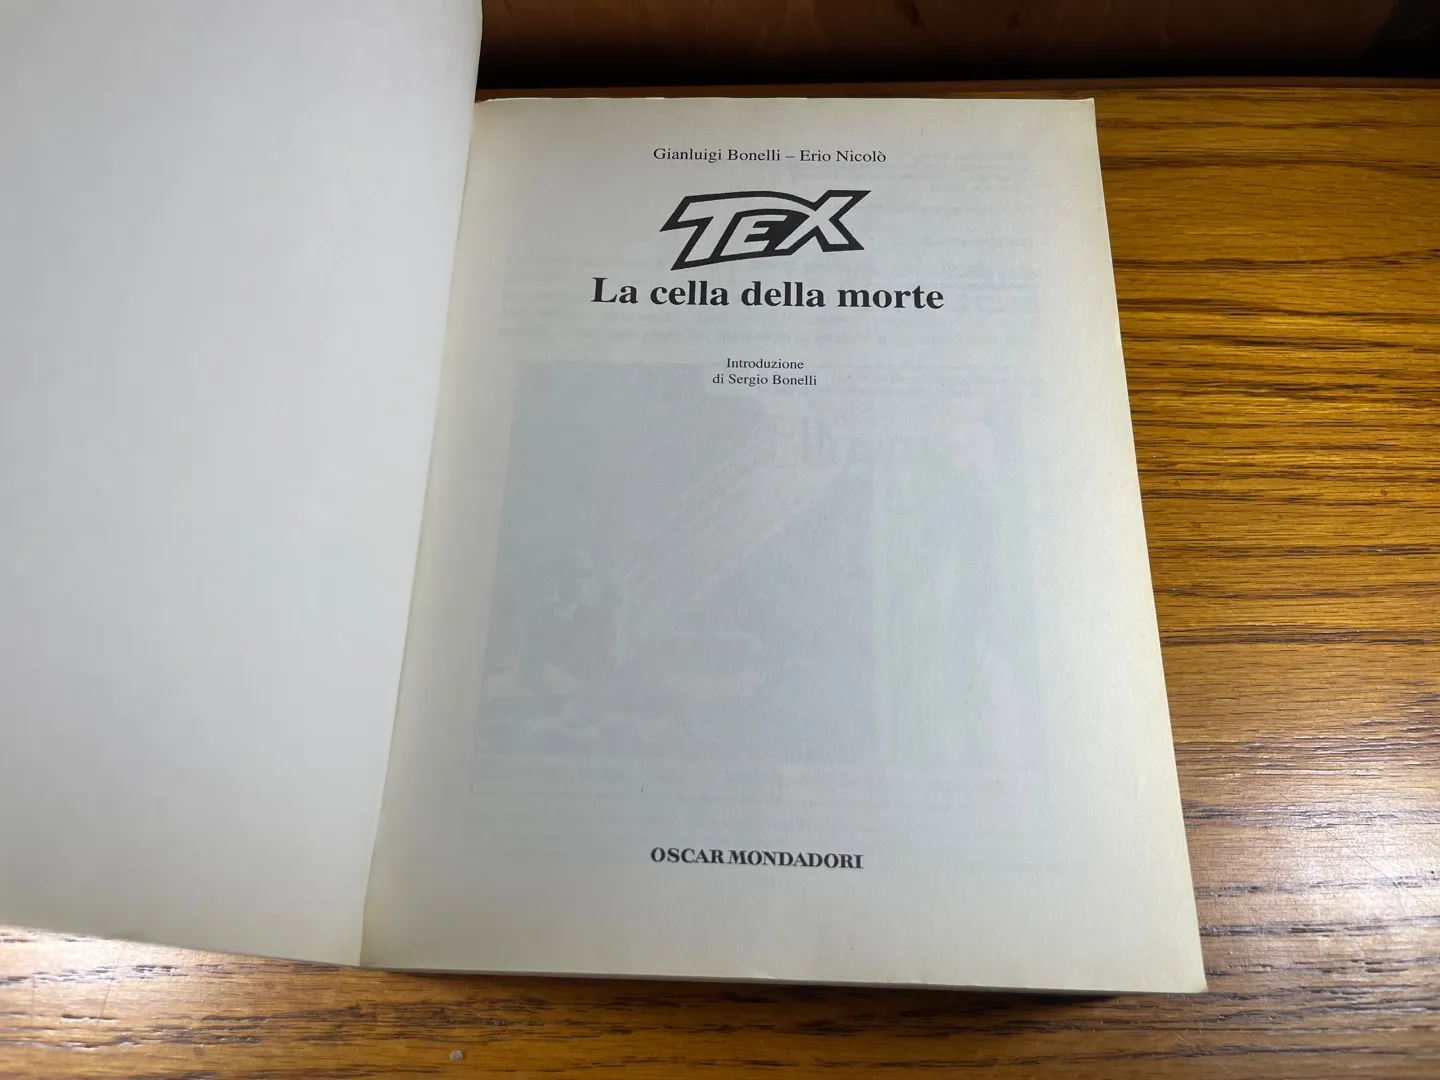 Gianluigi Bonelli – Erio Nicolò
TEX
La cella della morte
Introduzione
di Sergio Bonelli
OSCAR MONDADORI